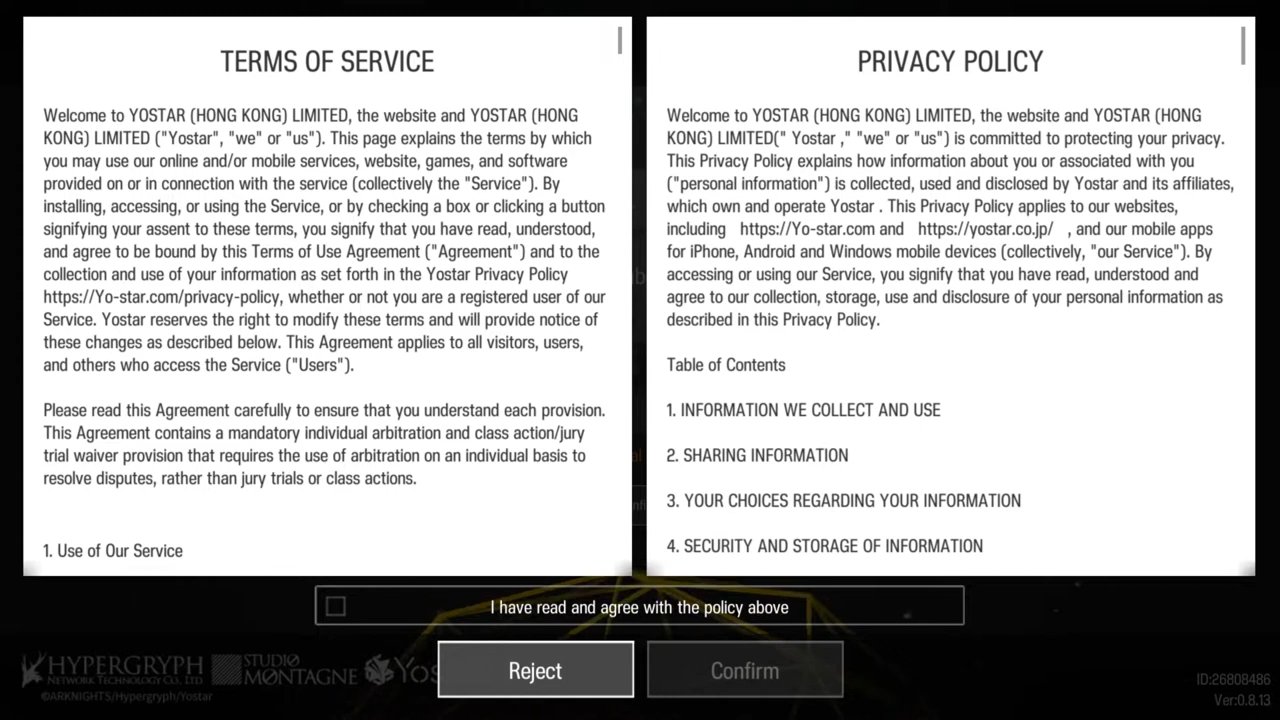 TERMS OF SERVICE
Welcome to YOSTAR (HONG KONG) LIMITED, the website and YOSTAR (HONG
KONG) LIMITED ("Yostar", "we" or "us"). This page explains the terms by which
you may use our online and/or mobile services, website, games, and software
provided on or in connection with the service (collectively the "Service"). By
installing, accessing, or using the Service, or by checking a box or clicking a button
signifying your assent to these terms, you signify that you have read, understood,
and agree to be bound by this Terms of Use Agreement ("Agreement") and to the
collection and use of your information as set forth in the Yostar Privacy Policy
https://Yo-star.com/privacy-policy, whether or not you are a registered user of our
Service. Yostar reserves the right to modify these terms and will provide notice of
these changes as described below. This Agreement applies to all visitors, users,
and others who access the Service ("Users").
Please read this Agreement carefully to ensure that you understand each provision.
This Agreement contains a mandatory individual arbitration and class action/jury
trial waiver provision that requires the use of arbitration on an individual basis to
resolve disputes, rather than jury trials or class actions.
1. Use of Our Service
PRIVACY POLICY
Welcome to YOSTAR (HONG KONG) LIMITED, the website and YOSTAR (HONG
KONG) LIMITED(" Yostar ," "we" or "us") is committed to protecting your privacy.
This Privacy Policy explains how information about you or associated with you
("personal information") is collected, used and disclosed by Yostar and its affiliates,
which own and operate Yostar . This Privacy Policy applies to our websites,
including https://Yo-star.com and https://yostar.co.jp/ , and our mobile apps
for iPhone, Android and Windows mobile devices (collectively, "our Service"). By
accessing or using our Service, you signify that you have read, understood and
agree to our collection, storage, use and disclosure of your personal information as
described in this Privacy Policy.
Table of Contents
1. INFORMATION WE COLLECT AND USE
2. SHARING INFORMATION
3. YOUR CHOICES REGARDING YOUR INFORMATION
4. SECURITY AND STORAGE OF INFORMATION
I have read and agree with the policy above
Reject
Confirm
HYPERGRYPH
NETWORK TECHNOLOGY CO., LTD.
STUDIO
MØNTAGNE
©ARKNIGHTS/Hypergryph/Yostar
ID:26808486
Ver:0.8.13